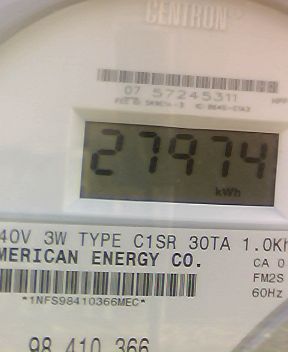 CENTRON®
07 57245311
27974
kWh
40V 3W TYPE C1SR 30TA 1.0Kh
MERICAN ENERGY CO.
CA 0
FM2S
60Hz
*1NFS98410366MEC*
98 410 366